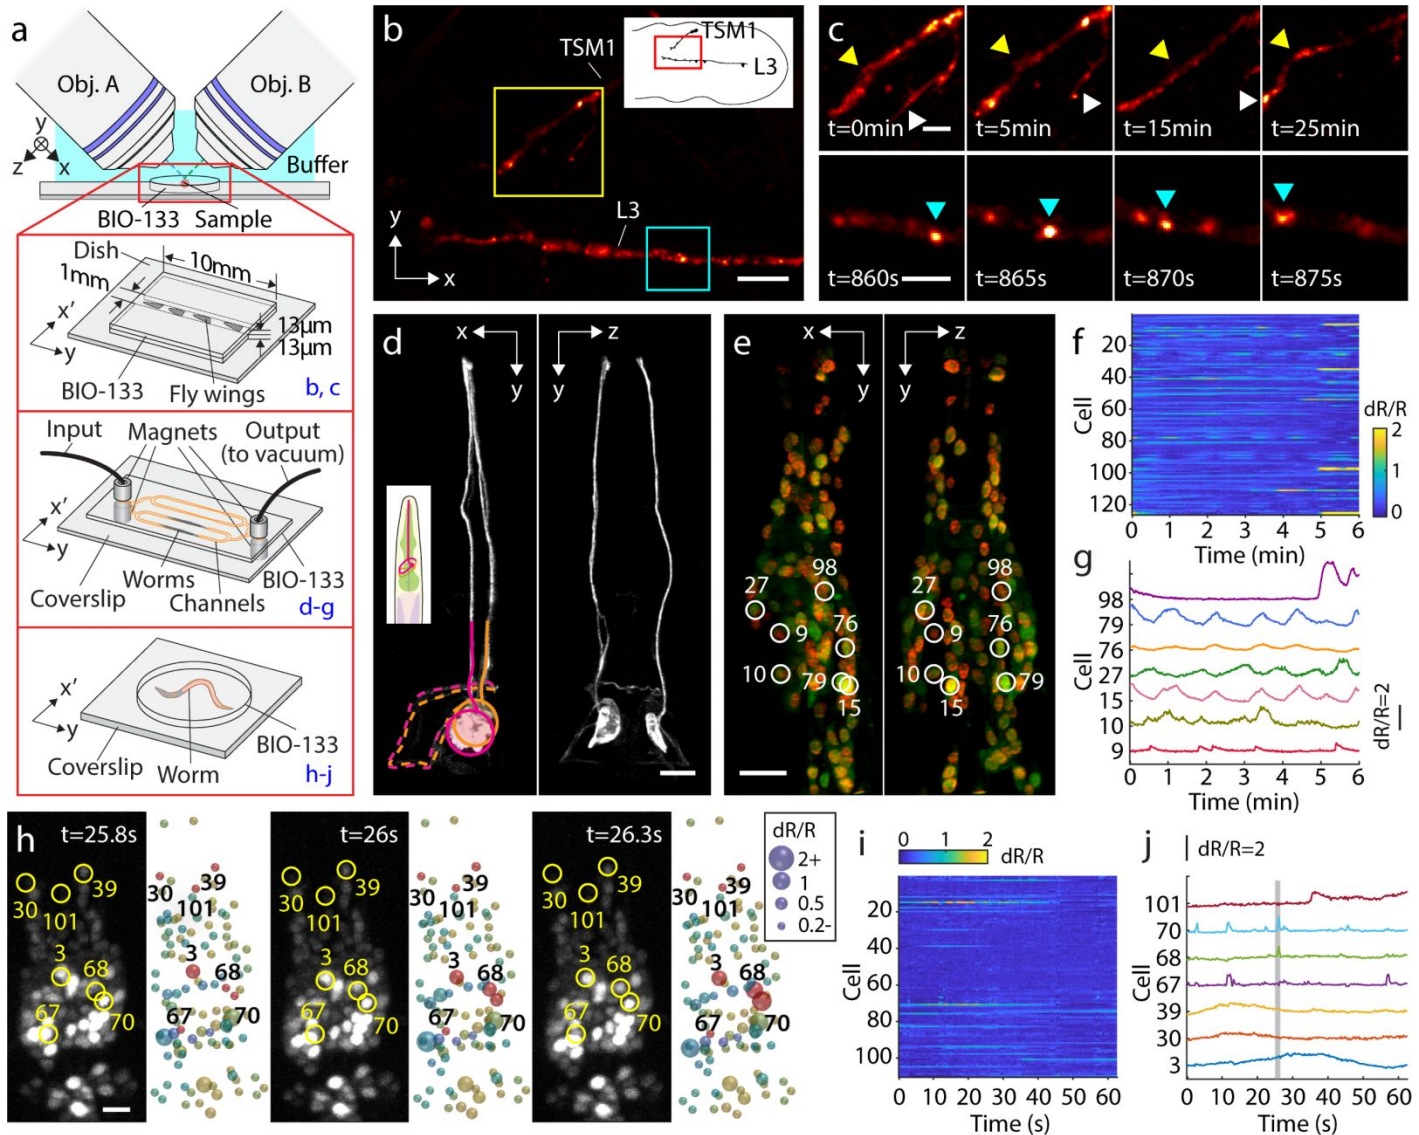 a
Obj. A
Obj. B
y
z
x
Buffer
BIO-133
Sample
Dish
10mm
1mm
13µm
13µm
x'
y
BIO-133
Fly wings
b, c
Input
Magnets
Output
(to vacuum)
x'
y
Worms
BIO-133
Coverslip
Channels
d-g
x'
y
BIO-133
Coverslip
Worm
h-j
b
TSM1
TSM1
L3
L3
y
x
c
t=0min
t=5min
t=15min
t=25min
t=860s
t=865s
t=870s
t=875s
d
x
y
z
y
e
x
y
z
y
27
98
9
76
10
79
15
27
98
9
76
10
79
15
f
20
40
60
80
100
120
Cell
0 1 2 3 4 5 6
Time (min)
dR/R
2
1
0
g
98
79
76
27
15
10
9
Cell
dR/R=2
0 1 2 3 4 5 6
Time (min)
h
t=25.8s
30
39
101
3
68
67
70
39
30
101
3
68
67
70
t=26s
39
30
101
3
68
67
70
39
30
101
3
68
67
70
t=26.3s
39
30
101
3
68
67
70
39
30
101
3
68
67
70
dR/R
2+
1
0.5
0.2-
i
0 1 2
dR/R
20
40
60
80
100
Cell
0 10 20 30 40 50 60
Time (s)
j
dR/R=2
101
70
68
67
39
30
3
Cell
0 10 20 30 40 50 60
Time (s)